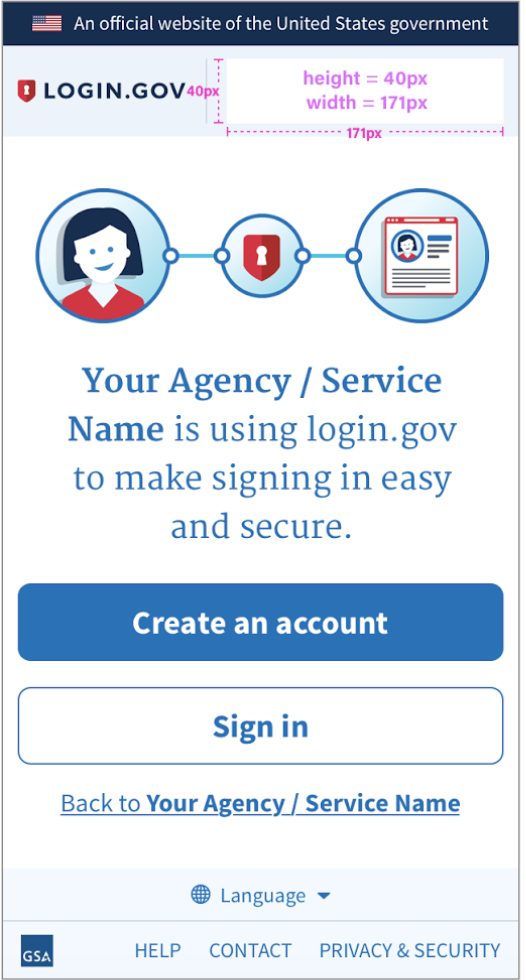 An official website of the United States government
LOGIN.GOV
40px
height = 40px
width = 171px
171px
Your Agency / Service
Name is using login.gov
to make signing in easy
and secure.
Create an account
Sign in
Back to Your Agency / Service Name
Language
GSA
HELP CONTACT PRIVACY & SECURITY